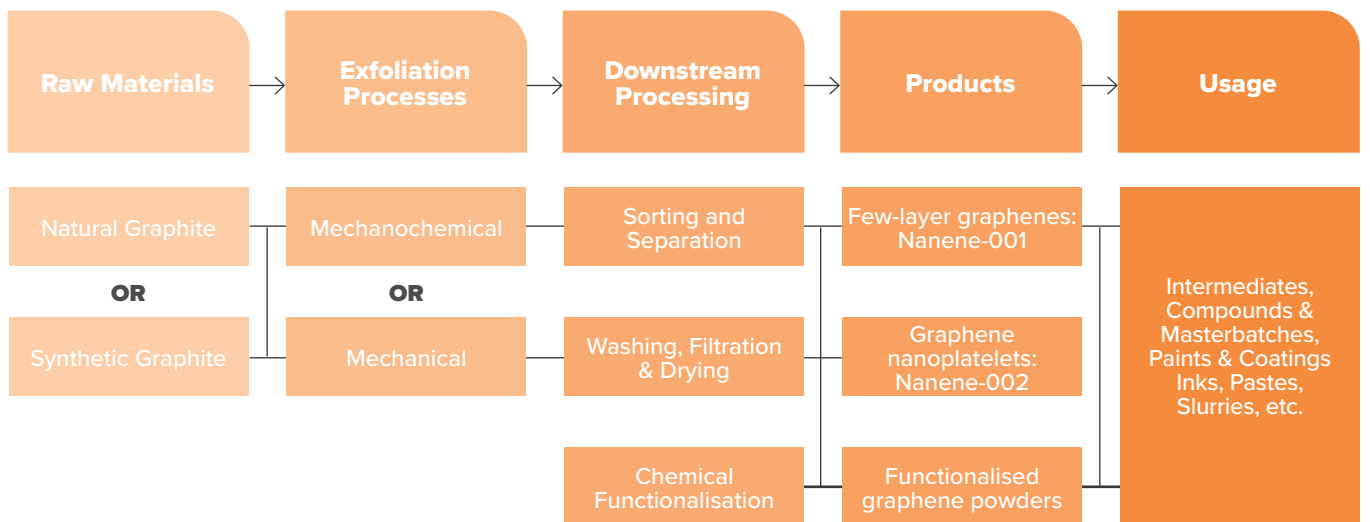 Raw Materials
Exfoliation
Processes
Downstream
Processing
Products
Usage
Natural Graphite
OR
Synthetic Graphite
Mechanochemical
OR
Mechanical
Sorting and
Separation
Washing, Filtration
& Drying
Chemical
Functionalisation
Few-layer graphenes:
Nanene-001
Graphene
nanoplatelets:
Nanene-002
Functionalised
graphene powders
Intermediates,
Compounds &
Masterbatches,
Paints & Coatings
Inks, Pastes,
Slurries, etc.